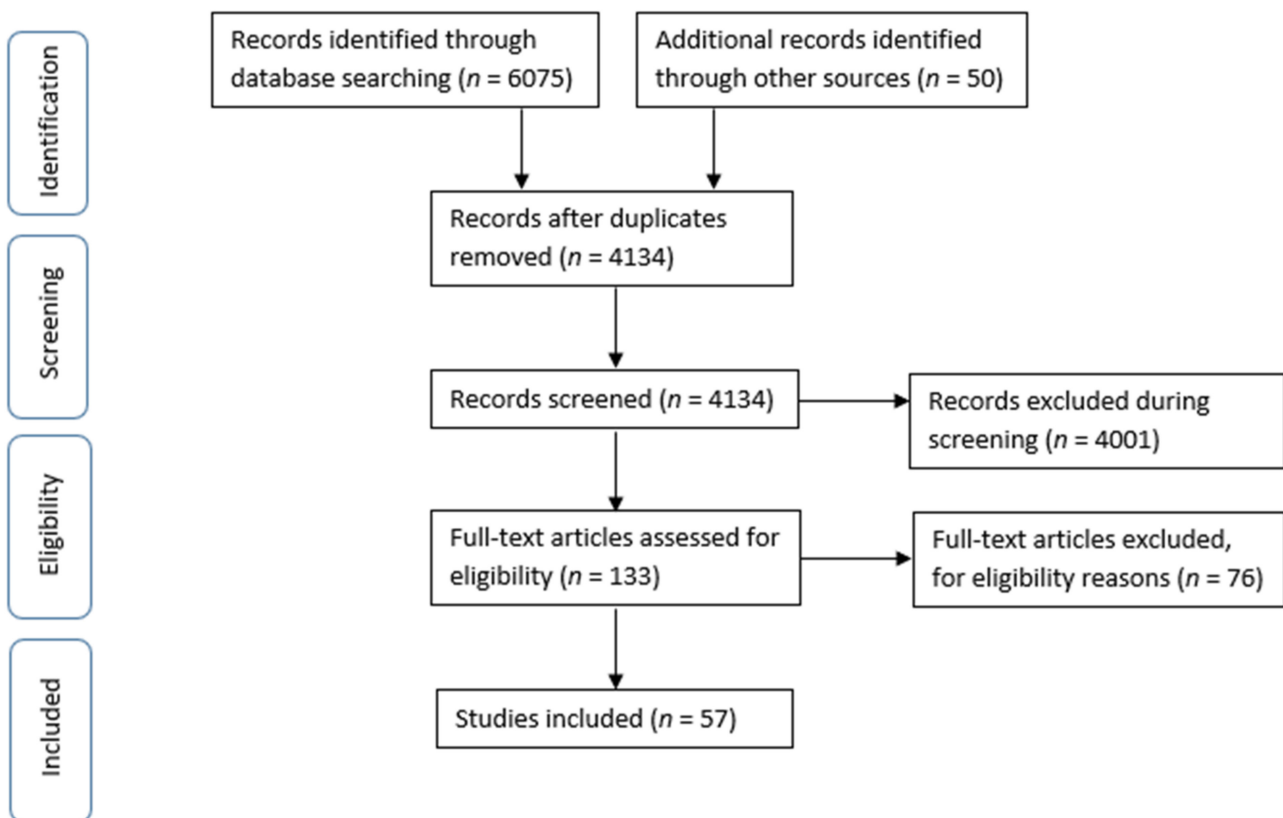 Identification
Records identified through
database searching (n = 6075)
Additional records identified
through other sources (n = 50)
Records after duplicates
removed (n = 4134)
Screening
Records screened (n = 4134)
Records excluded during
screening (n = 4001)
Eligibility
Full-text articles assessed for
eligibility (n = 133)
Full-text articles excluded,
for eligibility reasons (n = 76)
Included
Studies included (n = 57)